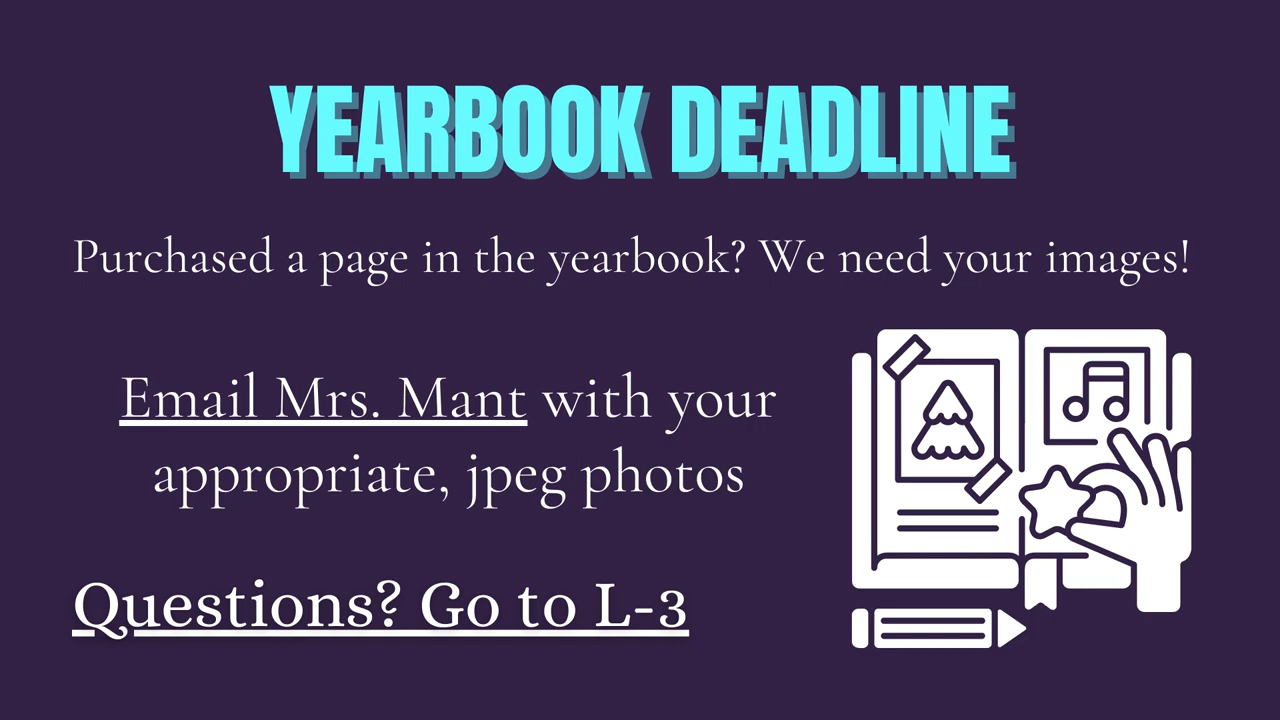 YEARBOOK DEADLINE
Purchased a page in the yearbook? We need your images!
Email Mrs. Mant with your
appropriate, jpeg photos
Questions? Go to L-3